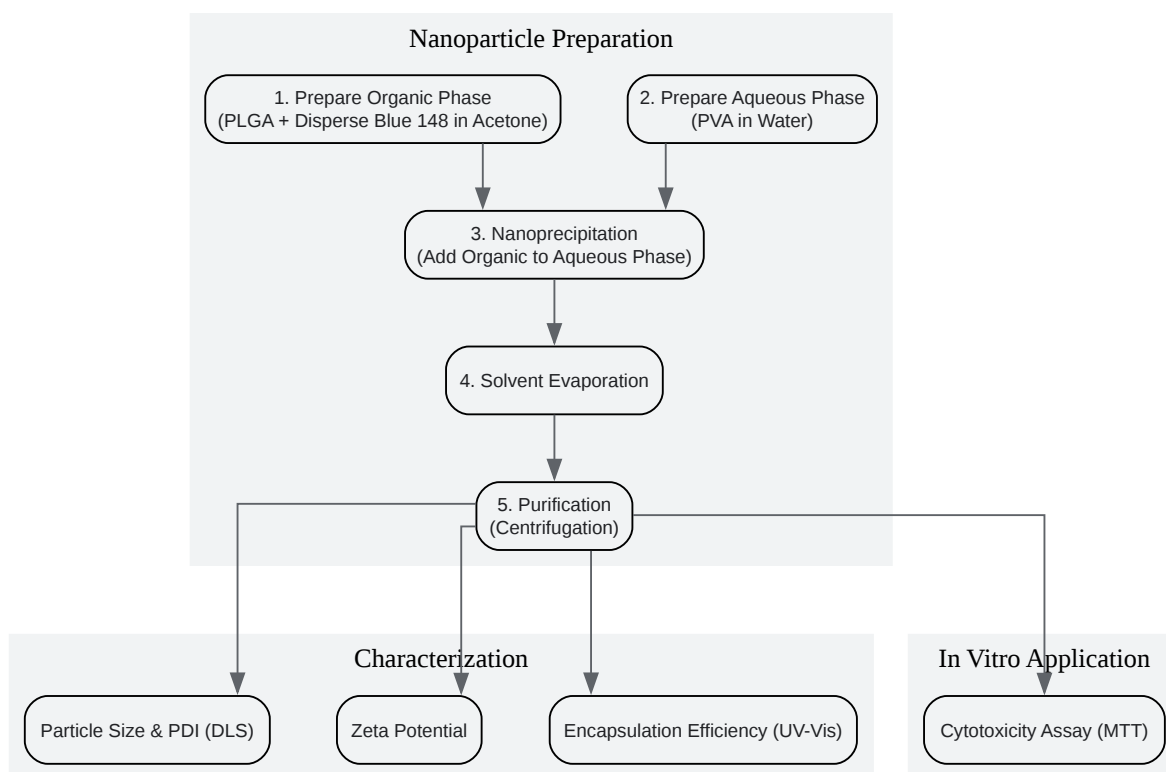 Nanoparticle Preparation
1. Prepare Organic Phase
(PLGA + Disperse Blue 148 in Acetone)
2. Prepare Aqueous Phase
(PVA in Water)
3. Nanoprecipitation
(Add Organic to Aqueous Phase)
4. Solvent Evaporation
5. Purification
(Centrifugation)
Characterization
Particle Size & PDI (DLS)
Zeta Potential
Encapsulation Efficiency (UV-Vis)
In Vitro Application
Cytotoxicity Assay (MTT)